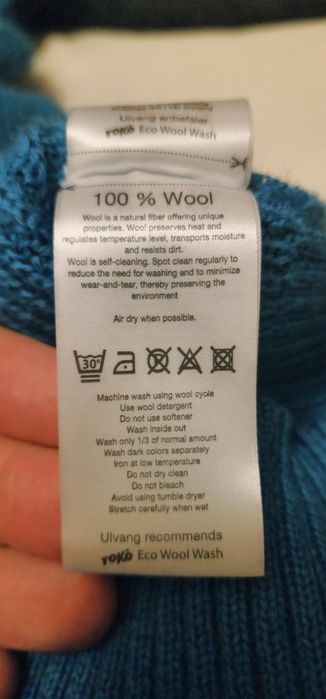 Ulvang anbefaler
TOKO Eco Wool Wash
100 % Wool
Wool is a natural fiber offering unique
properties. Wool preserves heat and
regulates temperature level, transports moisture
and resists dirt.
Wool is self-cleaning. Spot clean regularly to
reduce the need for washing and to minimize
wear-and-tear, thereby preserving the
environment
Air dry when possible.
30°
Machine wash using wool cycle
Use wool detergent
Do not use softener
Wash inside out
Wash only 1/3 of normal amount
Wash dark colors separately
Iron at low temperature
Do not dry clean
Do not bleach
Avoid using tumble dryer
Stretch carefully when wet
Ulvang recommends
TOKO Eco Wool Wash